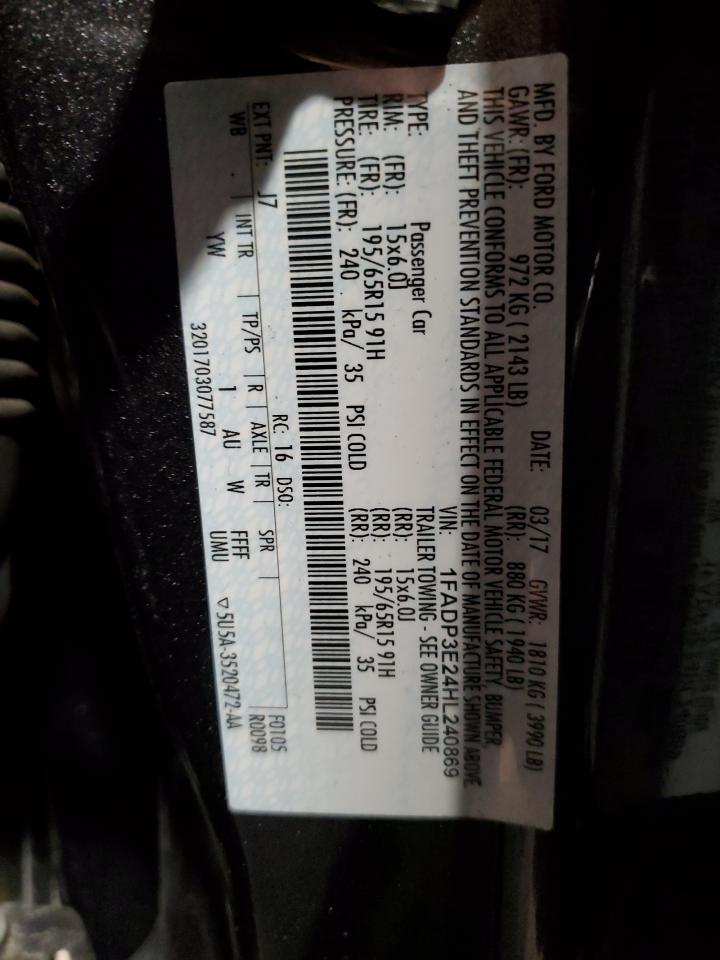 MFD. BY FORD MOTOR CO.
DATE: 03/17 GVWR: 1810 KG ( 3990 LB)
GAWR: (FR): 972 KG ( 2143 LB) (RR): 880 KG ( 1940 LB)
THIS VEHICLE CONFORMS TO ALL APPLICABLE FEDERAL MOTOR VEHICLE SAFETY, BUMPER,
AND THEFT PREVENTION STANDARDS IN EFFECT ON THE DATE OF MANUFACTURE SHOWN ABOVE
VIN: 1FADP3E24HL240869
TYPE: Passenger Car TRAILER TOWING - SEE OWNER GUIDE
RIM: (FR): 15x6.0J (RR): 15x6.0J
TIRE: (FR): 195/65R15 91H (RR): 195/65R15 91H
PRESSURE: (FR): 240 kPa/ 35 PSI COLD (RR): 240 kPa/ 35 PSI COLD
EXT PNT: J7 RC: 16 DSO: F0105
WB INT TR TP/PS R AXLE TR SPR R0098
YW 1 AU W FFFF
UMU
3201703077587 ▽5U5A-3520472-AA